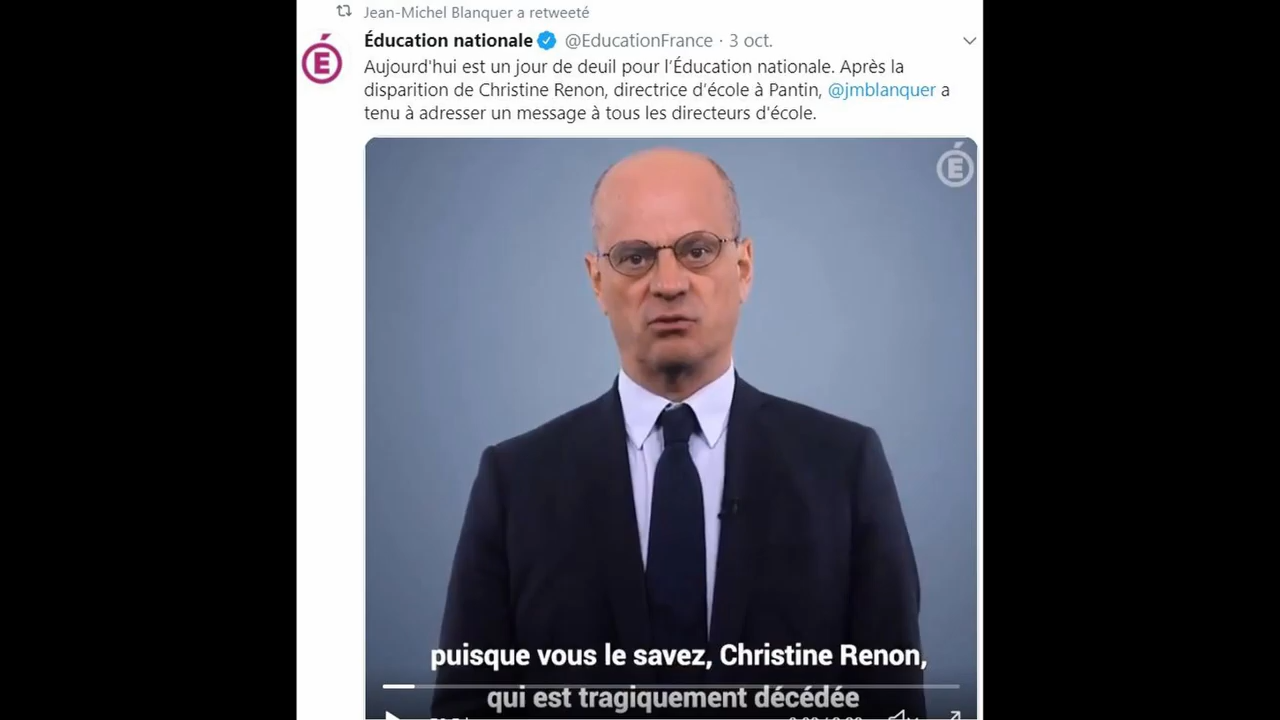 Jean-Michel Blanquer a retweeté
Éducation nationale @EducationFrance · 3 oct.
Aujourd'hui est un jour de deuil pour l'Éducation nationale. Après la
disparition de Christine Renon, directrice d'école à Pantin, @jmblanquer a
tenu à adresser un message à tous les directeurs d'école.
É
É
puisque vous le savez, Christine Renon,
qui est tragiquement décédée